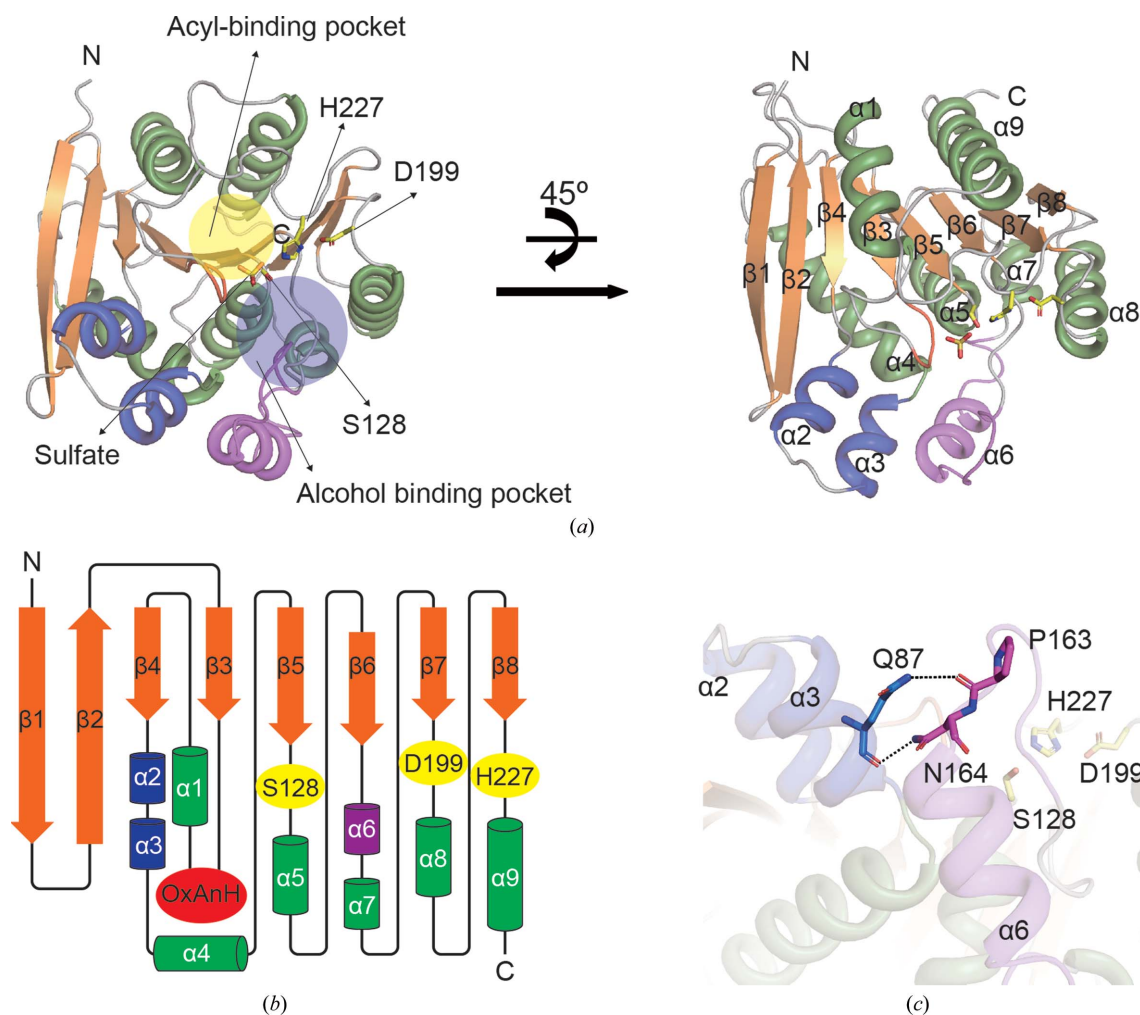 Acyl-binding pocket
N
H227
D199
C
S128
Sulfate
Alcohol binding pocket
45º
N
α1
C
α9
β4
β8
β6
β3
β7
β5
α7
β1
β2
α5
α8
α4
α2
α3
α6
(a)
N
β4
β3
β5
β6
β7
β8
β1
β2
α2
α1
S128
D199
H227
α3
α6
α5
α8
α9
OxAnH
α7
α4
C
(b)
P163
Q87
α2
α3
H227
N164
D199
S128
α6
(c)